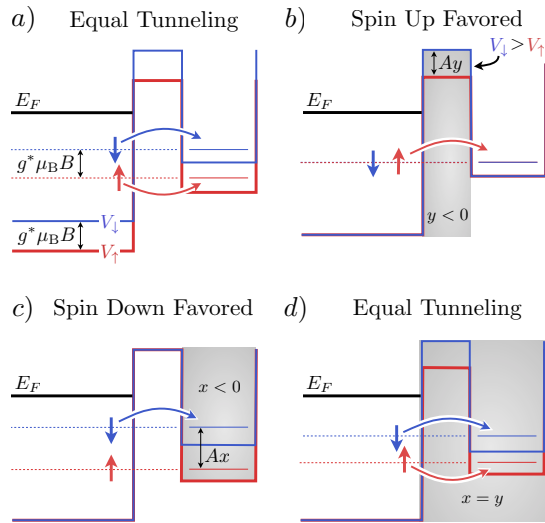 a) Equal Tunneling
E_F
g*μ_B B
V↓
g*μ_B B
V↑
b) Spin Up Favored
V↓ > V↑
Ay
E_F
y < 0
c) Spin Down Favored
E_F
x < 0
Ax
d) Equal Tunneling
E_F
x = y